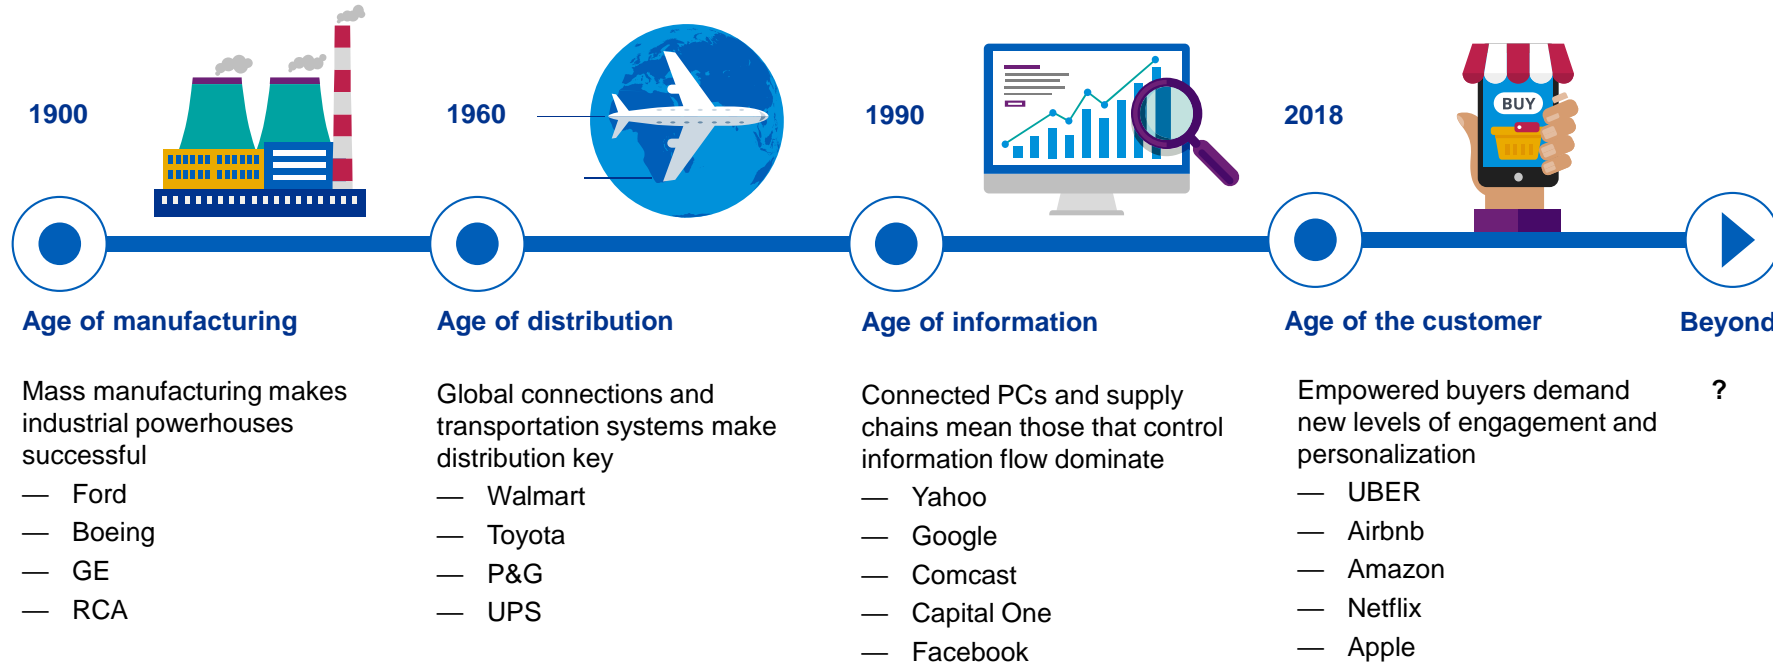 1900
Age of manufacturing
Mass manufacturing makes
industrial powerhouses
successful
— Ford
— Boeing
— GE
— RCA
1960
Age of distribution
Global connections and
transportation systems make
distribution key
— Walmart
— Toyota
— P&G
— UPS
1990
Age of information
Connected PCs and supply
chains mean those that control
information flow dominate
— Yahoo
— Google
— Comcast
— Capital One
— Facebook
2018
BUY
Age of the customer
Empowered buyers demand
new levels of engagement and
personalization
— UBER
— Airbnb
— Amazon
— Netflix
— Apple
Beyond
?